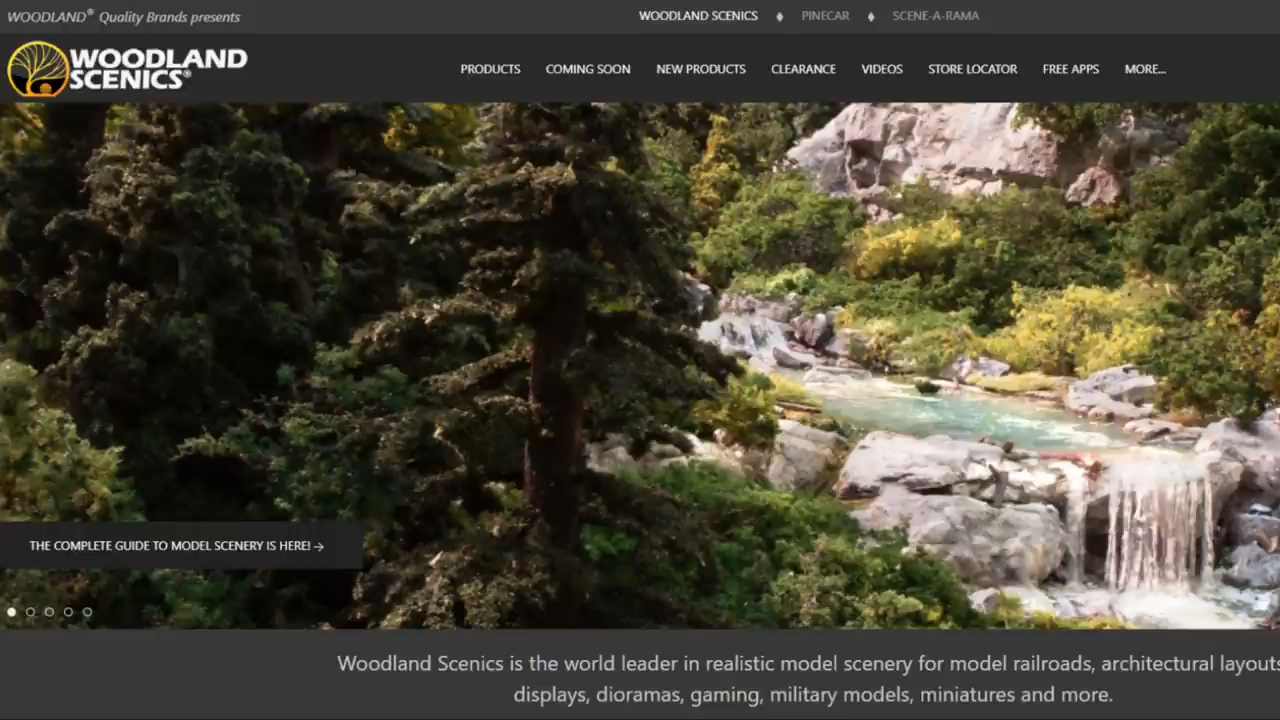 WOODLAND® Quality Brands presents
WOODLAND SCENICS ♦ PINECAR ♦ SCENE-A-RAMA
WOODLAND
SCENICS®
PRODUCTS COMING SOON NEW PRODUCTS CLEARANCE VIDEOS STORE LOCATOR FREE APPS MORE...
THE COMPLETE GUIDE TO MODEL SCENERY IS HERE! →
Woodland Scenics is the world leader in realistic model scenery for model railroads, architectural layouts
displays, dioramas, gaming, military models, miniatures and more.